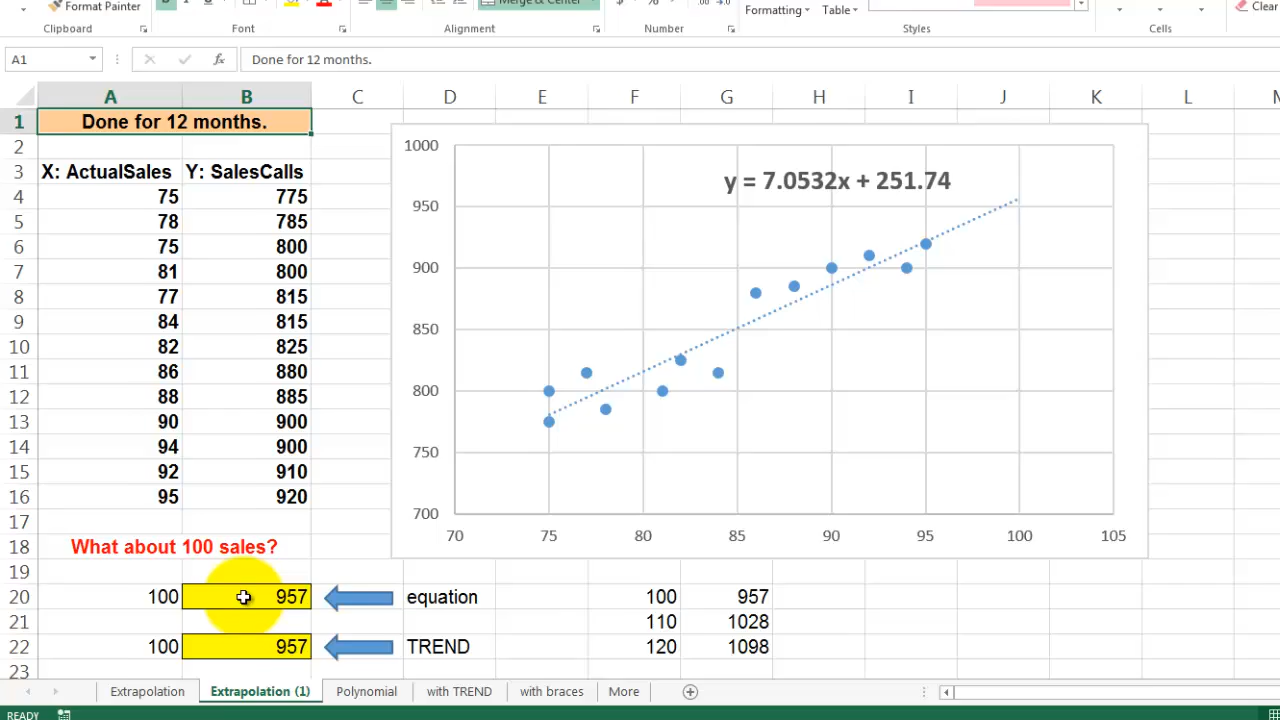 Format Painter
Merge & Center
Formatting Table
Clear
Clipboard Font Alignment Number Styles Cells
A1 fx Done for 12 months.
A B C D E F G H I J K L M
1 Done for 12 months.
2
3 X: ActualSales Y: SalesCalls
4 75 775
5 78 785
6 75 800
7 81 800
8 77 815
9 84 815
10 82 825
11 86 880
12 88 885
13 90 900
14 94 900
15 92 910
16 95 920
17
18 What about 100 sales?
19
20 100 957 equation 100 957
21 110 1028
22 100 957 TREND 120 1098
23
y = 7.0532x + 251.74
1000
950
900
850
800
750
700
70 75 80 85 90 95 100 105
Extrapolation Extrapolation (1) Polynomial with TREND with braces More
READY